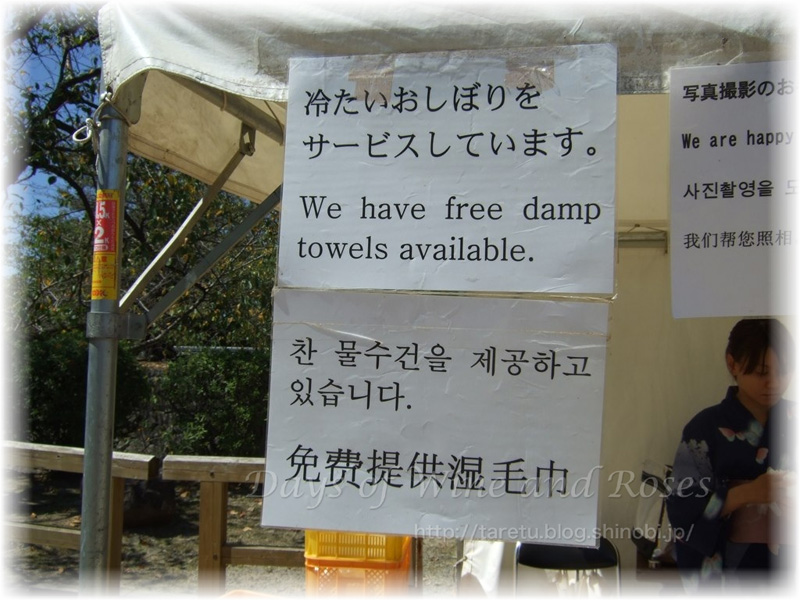 冷たいおしぼりを
サービスしています。
We have free damp
towels available.
찬 물수건을 제공하고
있습니다.
免费提供湿毛巾
写真撮影のお
We are happy
사진촬영을 도
我们帮您照相
Days of Wine and Roses
http://taretu.blog.shinobi.jp/